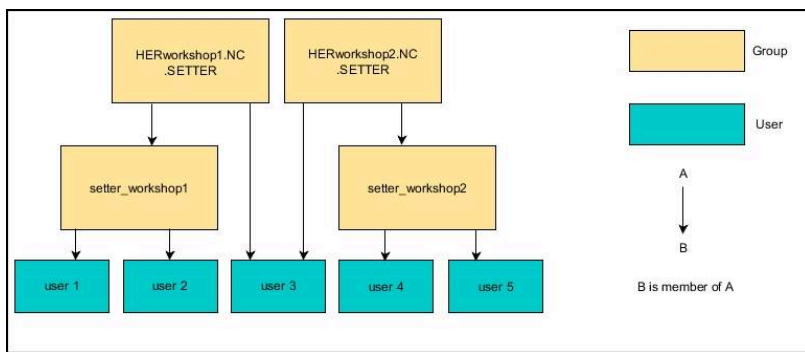 HERworkshop1.NC
.SETTER
HERworkshop2.NC
.SETTER
Group
User
setter_workshop1
setter_workshop2
A
B
user 1
user 2
user 3
user 4
user 5
B is member of A